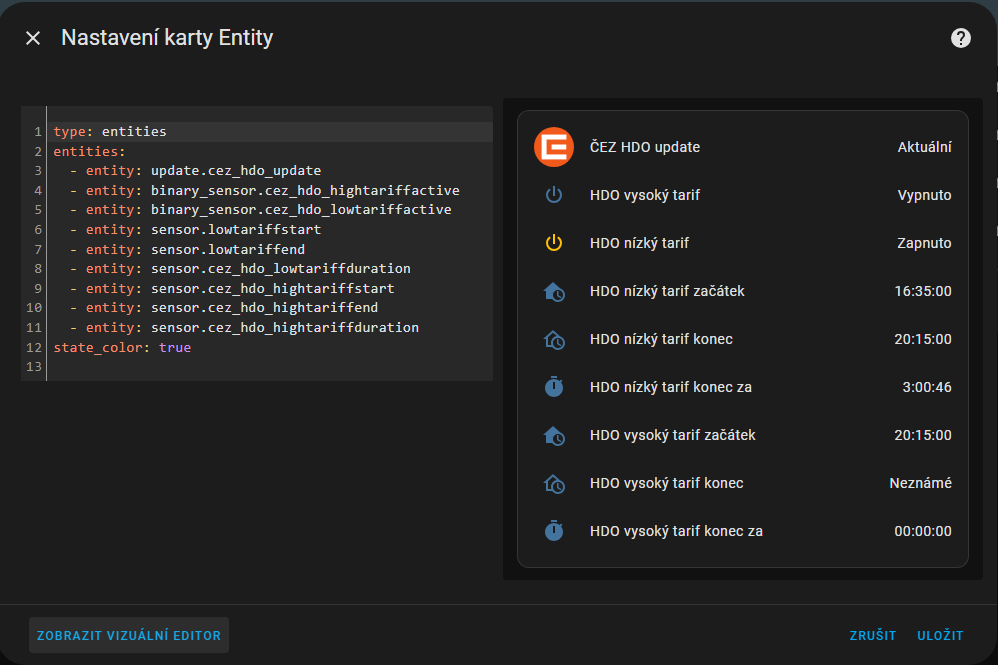 Nastavení karty Entity
?
1 type: entities
2 entities:
3 - entity: update.cez_hdo_update
4 - entity: binary_sensor.cez_hdo_hightariffactive
5 - entity: binary_sensor.cez_hdo_lowtariffactive
6 - entity: sensor.lowtariffstart
7 - entity: sensor.lowtariffend
8 - entity: sensor.cez_hdo_lowtariffduration
9 - entity: sensor.cez_hdo_hightariffstart
10 - entity: sensor.cez_hdo_hightariffend
11 - entity: sensor.cez_hdo_hightariffduration
12 state_color: true
13
ČEZ HDO update Aktuální
HDO vysoký tarif Vypnuto
HDO nízký tarif Zapnuto
HDO nízký tarif začátek 16:35:00
HDO nízký tarif konec 20:15:00
HDO nízký tarif konec za 3:00:46
HDO vysoký tarif začátek 20:15:00
HDO vysoký tarif konec Neznámé
HDO vysoký tarif konec za 00:00:00
ZOBRAZIT VIZUÁLNÍ EDITOR
ZRUŠIT ULOŽIT